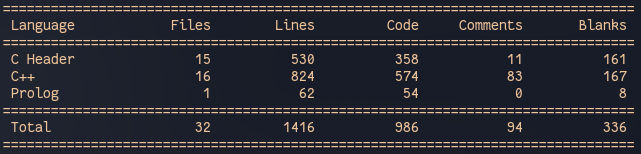 ===============================================================================
Language            Files        Lines         Code     Comments       Blanks
===============================================================================
C Header               15          530          358           11          161
C++                    16          824          574           83          167
Prolog                  1           62           54            0            8
===============================================================================
Total                  32         1416          986           94          336
===============================================================================